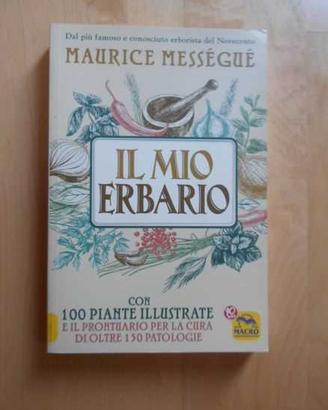 Dal più famoso e conosciuto erborista del Novecento
MAURICE MESSÉGUÉ
IL MIO
ERBARIO
CON
100 PIANTE ILLUSTRATE
E IL PRONTUARIO PER LA CURA
DI OLTRE 150 PATOLOGIE
MACRO